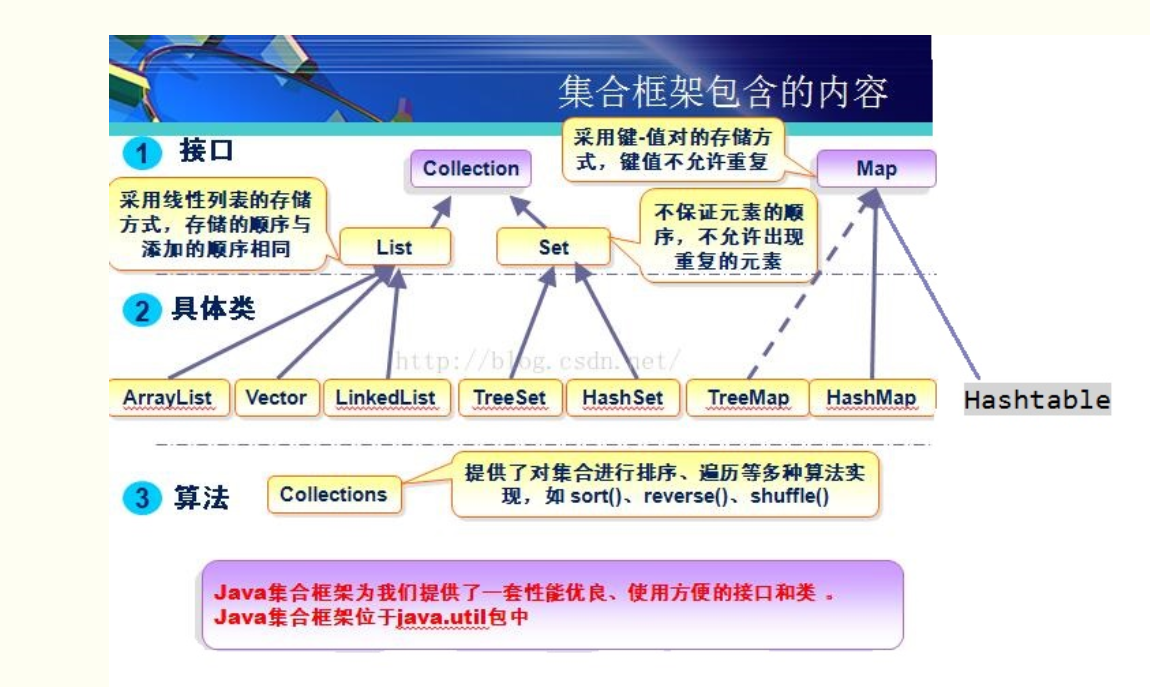 集合框架包含的内容
1 接口
采用键-值对的存储方
式，键值不允许重复
Collection
Map
采用线性列表的存储
方式，存储的顺序与
添加的顺序相同
List
Set
不保证元素的顺
序，不允许出现
重复的元素
2 具体类
http://blog.csdn.net/
ArrayList
Vector
LinkedList
TreeSet
HashSet
TreeMap
HashMap
Hashtable
3 算法
Collections
提供了对集合进行排序、遍历等多种算法实
现，如 sort()、reverse()、shuffle()
Java集合框架为我们提供了一套性能优良、使用方便的接口和类 。
Java集合框架位于java.util包中